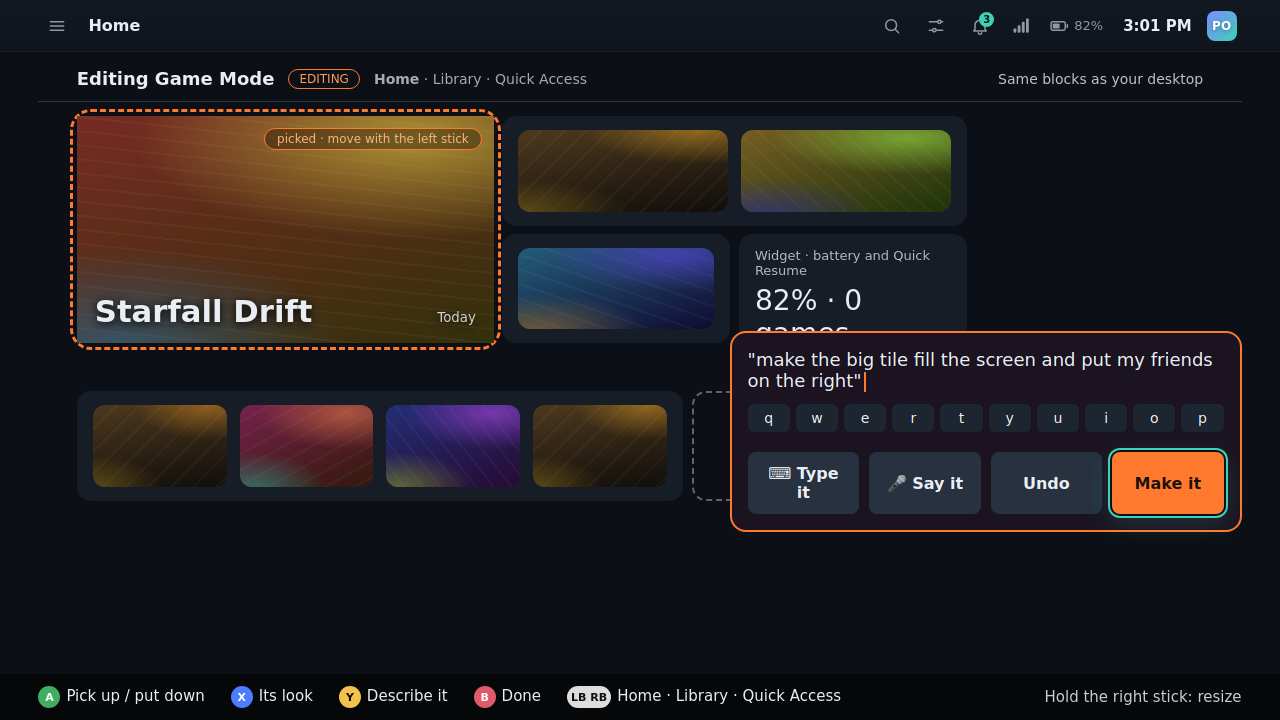 Home
3
82%
3:01 PM
PO
Editing Game Mode
EDITING
Home · Library · Quick Access
Same blocks as your desktop
picked · move with the left stick
Starfall Drift
Today
Widget · battery and Quick
Resume
82% · 0
games
"make the big tile fill the screen and put my friends
on the right"
q w e r t y u i o p
Type
it
Say it
Undo
Make it
A Pick up / put down
X Its look
Y Describe it
B Done
LB RB Home · Library · Quick Access
Hold the right stick: resize